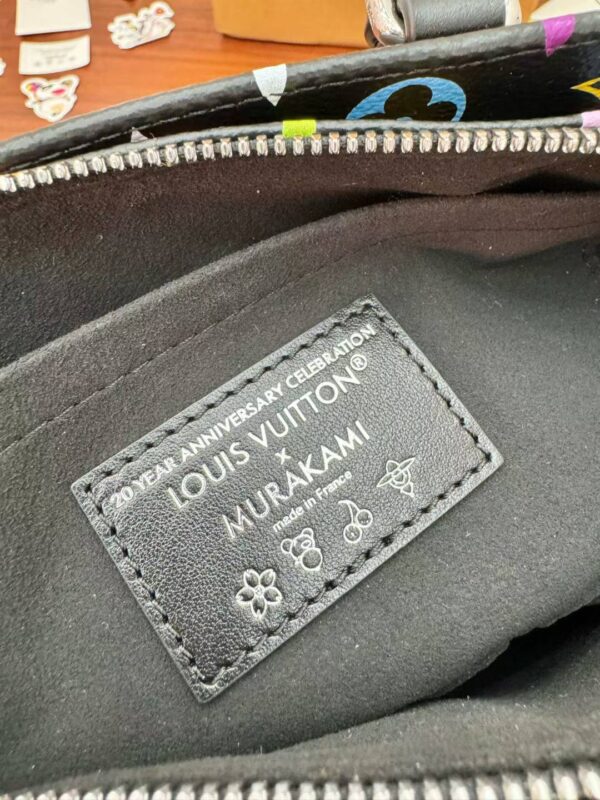 20 YEAR ANNIVERSARY CELEBRATION
LOUIS VUITTON®
x
MURAKAMI
made in France